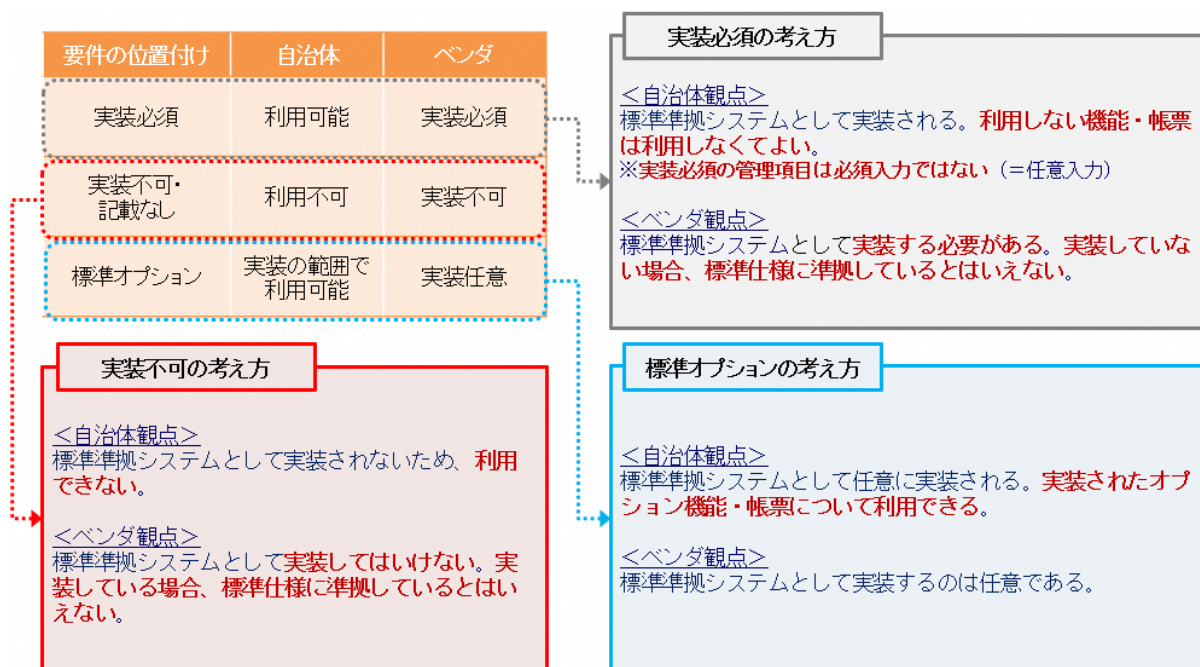 要件の位置付け 自治体 ベンダ
実装必須 利用可能 実装必須
実装不可・
記載なし
利用不可 実装不可
標準オプション
実装の範囲で
利用可能
実装任意
実装必須の考え方
<自治体観点>
標準準拠システムとして実装される。利用しない機能・帳票
は利用しなくてよい。
※実装必須の管理項目は必須入力ではない（=任意入力）
<ベンダ観点>
標準準拠システムとして実装する必要がある。実装していな
い場合、標準仕様に準拠しているとはいえない。
実装不可の考え方
<自治体観点>
標準準拠システムとして実装されないため、利用
できない。
<ベンダ観点>
標準準拠システムとして実装してはいけない。実
装している場合、標準仕様に準拠しているとはい
えない。
標準オプションの考え方
<自治体観点>
標準準拠システムとして任意に実装される。実装されたオプ
ション機能・帳票について利用できる。
<ベンダ観点>
標準準拠システムとして実装するのは任意である。